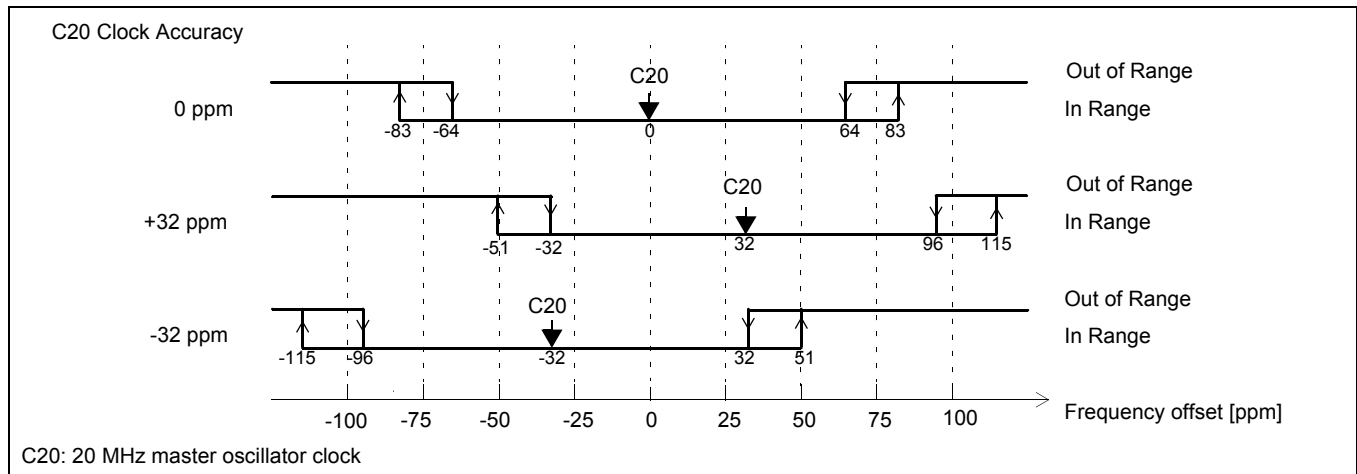 C20 Clock Accuracy
C20
Out of Range
0 ppm
In Range
-83 -64 0 64 83
C20
Out of Range
+32 ppm
In Range
-51 -32 32 96 115
C20
Out of Range
-32 ppm
In Range
-115 -96 -32 32 51
-100 -75 -50 -25 0 25 50 75 100 Frequency offset [ppm]
C20: 20 MHz master oscillator clock